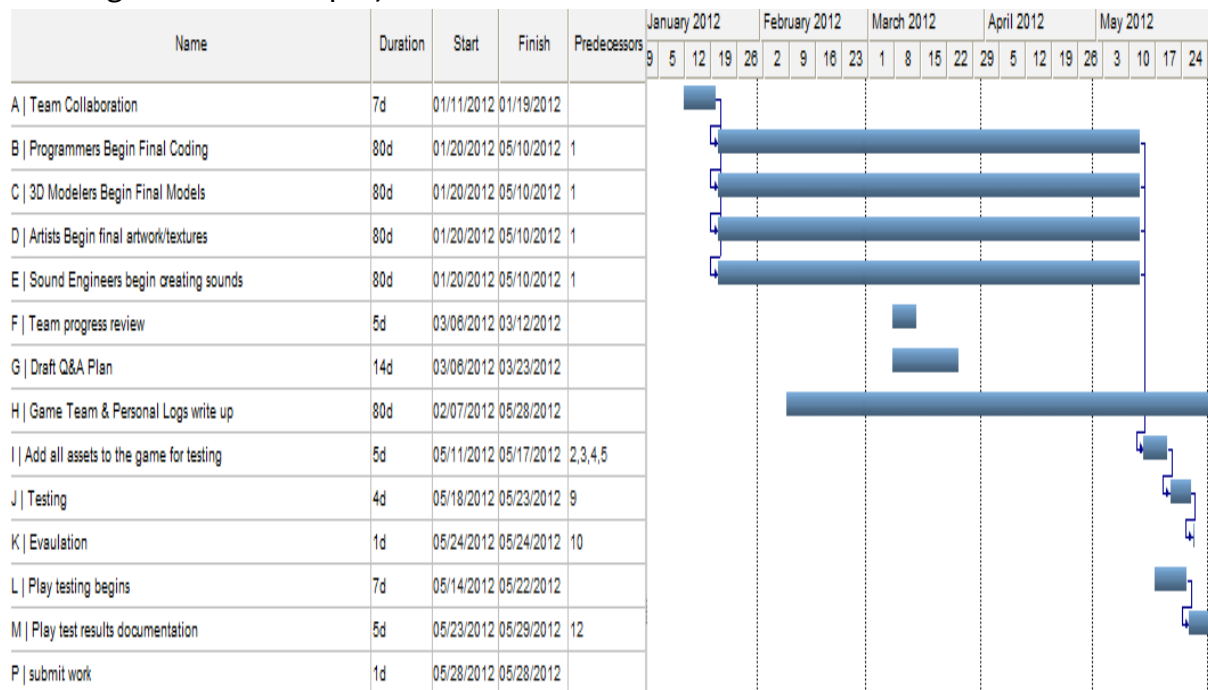 Name Duration Start Finish Predecessors
January 2012 February 2012 March 2012 April 2012 May 2012
9 5 12 19 26 2 9 16 23 1 8 15 22 29 5 12 19 26 3 10 17 24
A | Team Collaboration 7d 01/11/2012 01/19/2012
B | Programmers Begin Final Coding 80d 01/20/2012 05/10/2012 1
C | 3D Modelers Begin Final Models 80d 01/20/2012 05/10/2012 1
D | Artists Begin final artwork/textures 80d 01/20/2012 05/10/2012 1
E | Sound Engineers begin creating sounds 80d 01/20/2012 05/10/2012 1
F | Team progress review 5d 03/06/2012 03/12/2012
G | Draft Q&A Plan 14d 03/06/2012 03/23/2012
H | Game Team & Personal Logs write up 80d 02/07/2012 05/28/2012
I | Add all assets to the game for testing 5d 05/11/2012 05/17/2012 2,3,4,5
J | Testing 4d 05/18/2012 05/23/2012 9
K | Evaulation 1d 05/24/2012 05/24/2012 10
L | Play testing begins 7d 05/14/2012 05/22/2012
M | Play test results documentation 5d 05/23/2012 05/29/2012 12
P | submit work 1d 05/28/2012 05/28/2012